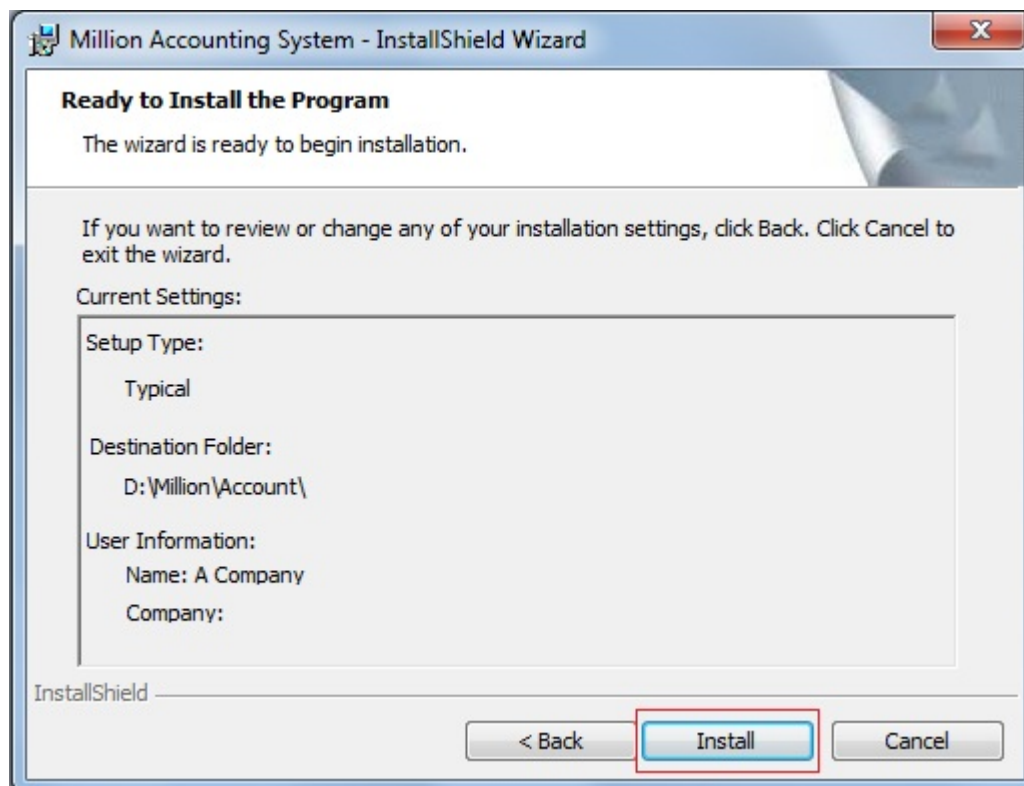 Million Accounting System - InstallShield Wizard
Ready to Install the Program
The wizard is ready to begin installation.
If you want to review or change any of your installation settings, click Back. Click Cancel to
exit the wizard.
Current Settings:
Setup Type:
Typical
Destination Folder:
D:\Million\Account\
User Information:
Name: A Company
Company:
InstallShield
< Back
Install
Cancel